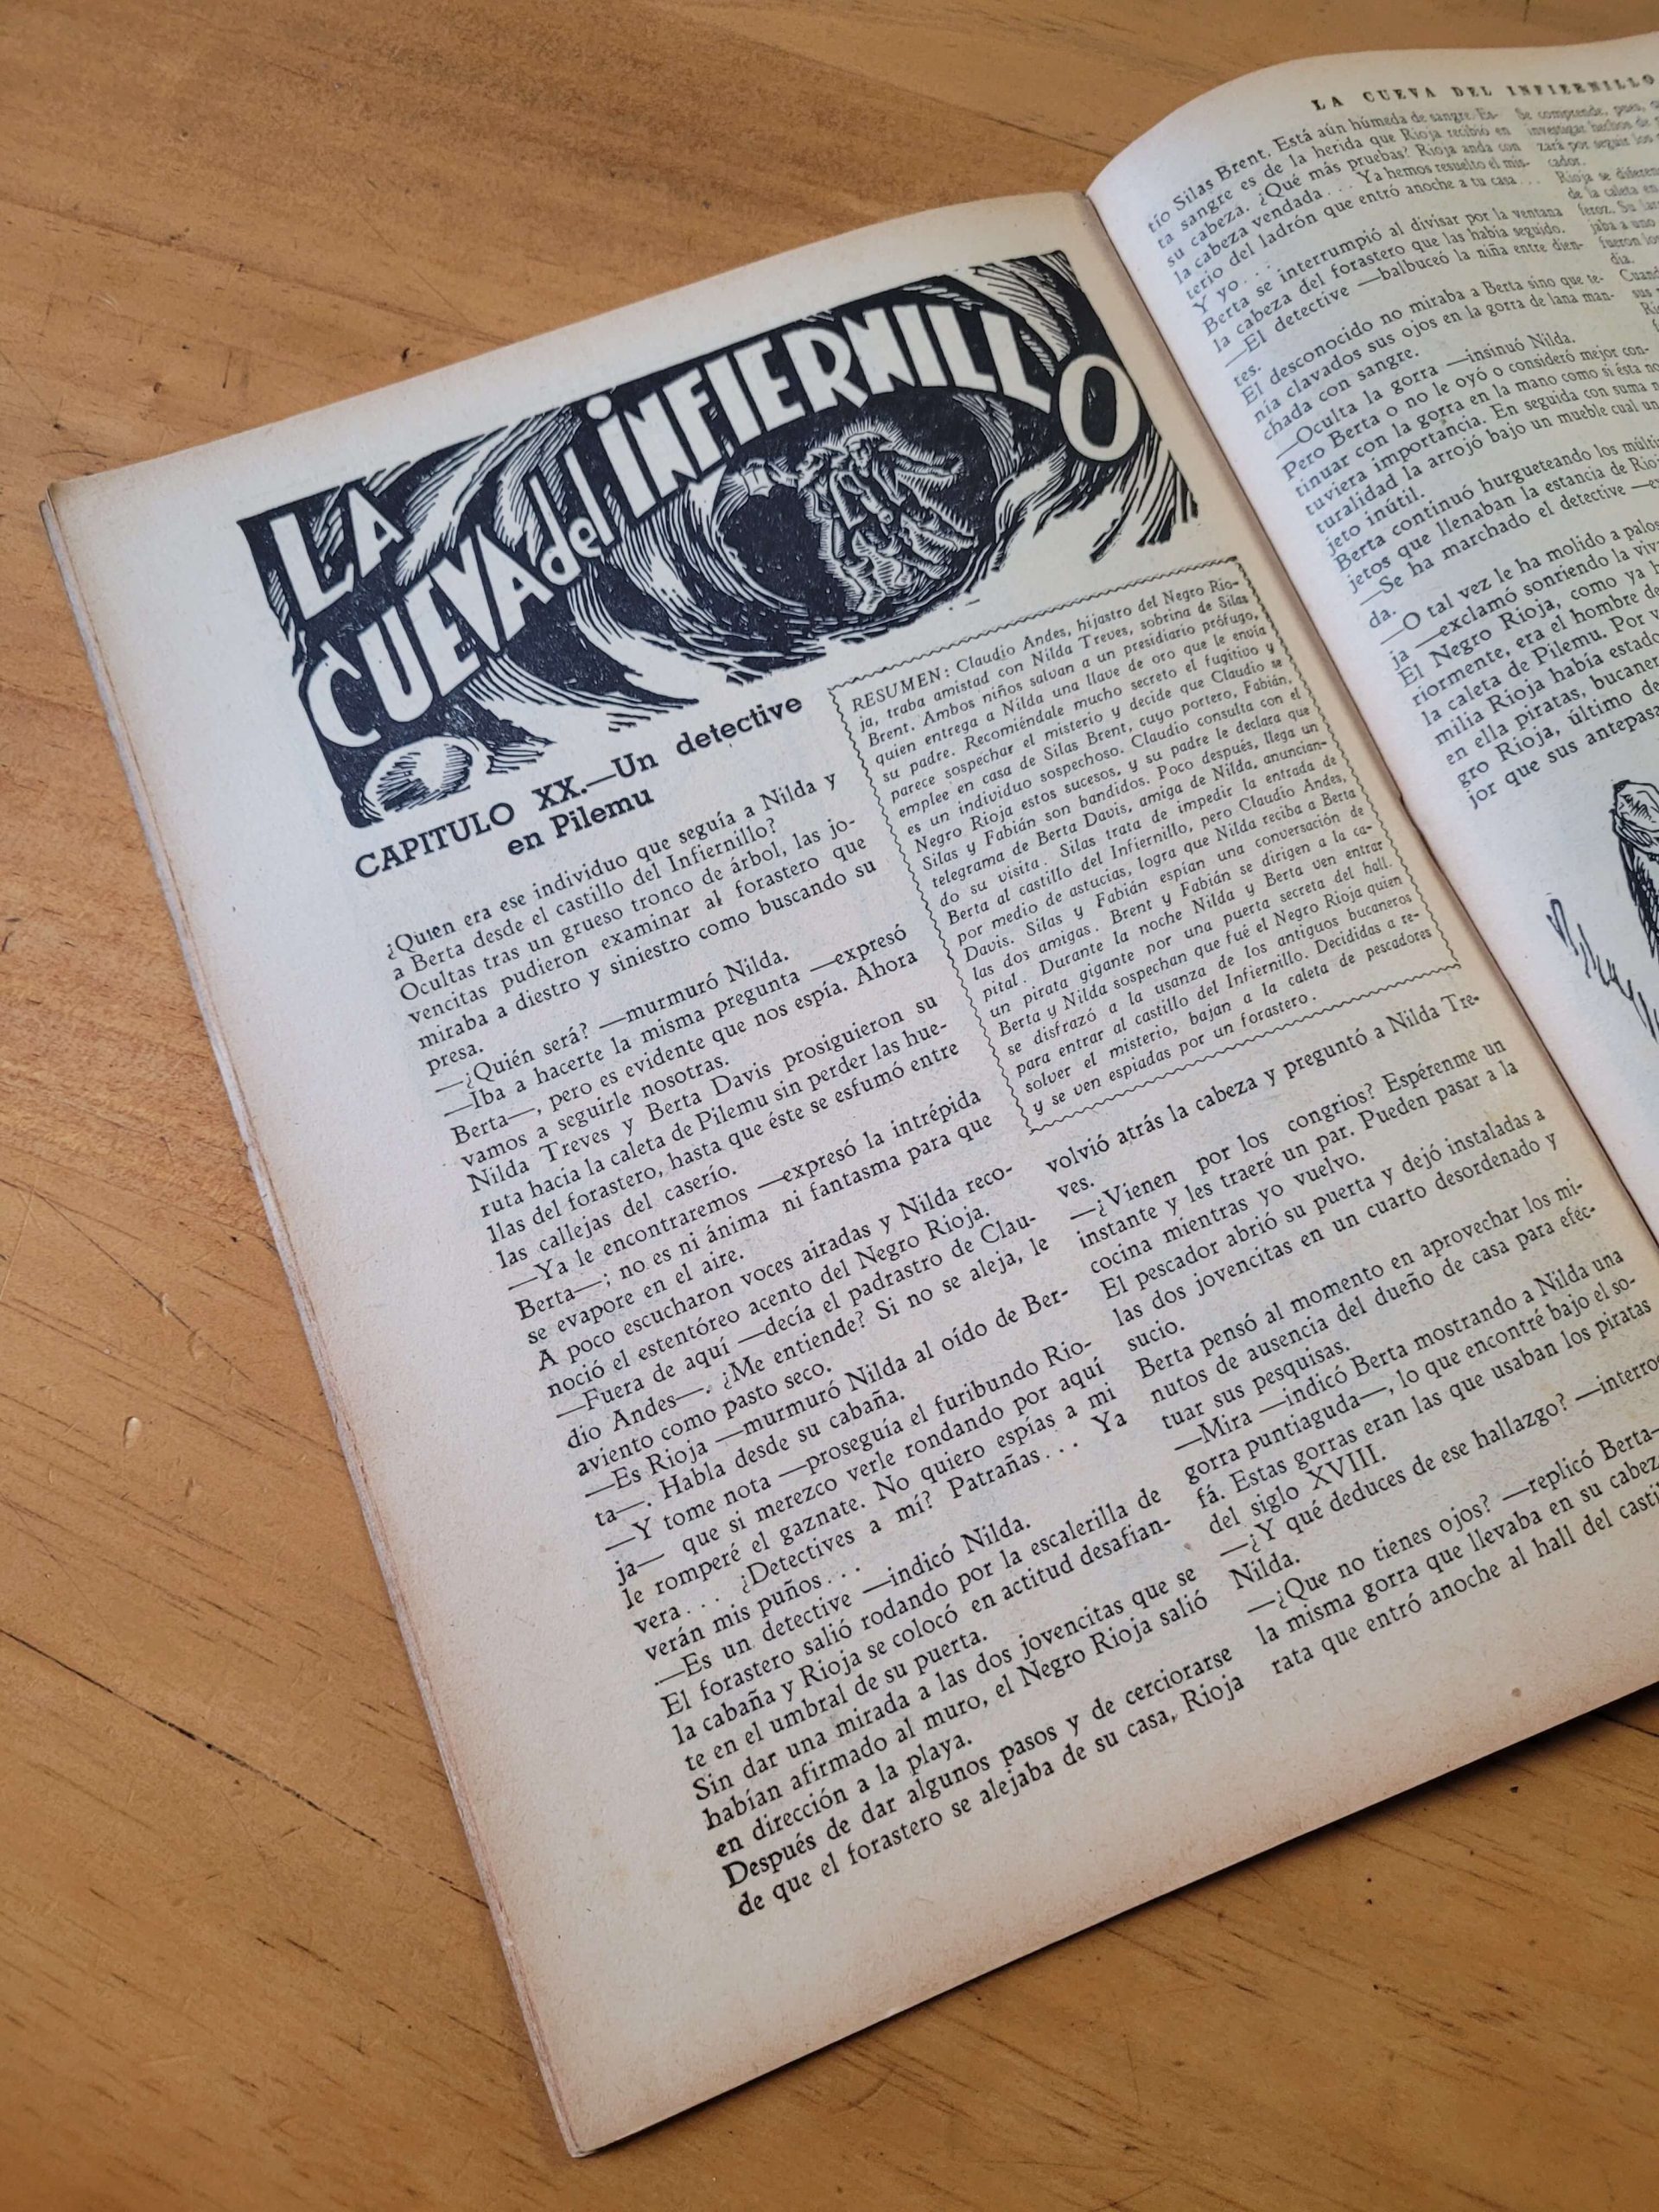 LA
CUEVA del INFIERNILLO
CAPITULO XX.—Un detective
en Pilemu
¿Quien era ese individuo que seguía a Nilda y
a Berta desde el castillo del Infiernillo?
Ocultas tras un grueso tronco de árbol, las jo-
vencitas pudieron examinar al forastero que
miraba a diestro y siniestro como buscando su
presa.
—¿Quién será? —murmuró Nilda.
—Iba a hacerte la misma pregunta —expresó
Berta—, pero es evidente que nos espía. Ahora
vamos a seguirle nosotras.
Nilda Treves y Berta Davis prosiguieron su
ruta hacia la caleta de Pilemu sin perder las hue-
llas del forastero, hasta que éste se esfumó entre
las callejas del caserío.
—Ya le encontraremos —expresó la intrépida
Berta—; no es ni ánima ni fantasma para que
se evapore en el aire.
A poco escucharon voces airadas y Nilda reco-
noció el estentóreo acento del Negro Rioja.
—Fuera de aquí —decía el padrastro de Clau-
dio Andes—. ¿Me entiende? Si no se aleja, le
aviento como pasto seco.
—Es Rioja —murmuró Nilda al oído de Ber-
ta—. Habla desde su cabaña.
—Y tome nota —proseguía el furibundo Rio-
ja— que si merezco verle rondando por aquí
le romperé el gaznate. No quiero espías a mi
vera... ¿Detectives a mí? Patrañas... Ya
verán mis puños...
—Es un detective —indicó Nilda.
El forastero salió rodando por la escalerilla de
la cabaña y Rioja se colocó en actitud desafian-
te en el umbral de su puerta.
Sin dar una mirada a las dos jovencitas que se
habían afirmado al muro, el Negro Rioja salió
en dirección a la playa.
Después de dar algunos pasos y de cerciorarse
de que el forastero se alejaba de su casa, Rioja
RESUMEN: Claudio Andes, hijastro del Negro Rio-
ja, traba amistad con Nilda Treves, sobrina de Silas
Brent. Ambos niños salvan a un presidiario prófugo,
quien entrega a Nilda una llave de oro que le envía
su padre. Recomiéndale mucho secreto el fugitivo y
parece sospechar el misterio y decide que Claudio se
emplee en casa de Silas Brent, cuyo portero, Fabián,
es un individuo sospechoso. Claudio consulta con el
Negro Rioja estos sucesos, y su padre le declara que
Silas y Fabián son bandidos. Poco después, llega un
telegrama de Berta Davis, amiga de Nilda, anuncian-
do su visita. Silas trata de impedir la entrada de
Berta al castillo del Infiernillo, pero Claudio Andes,
por medio de astucias, logra que Nilda reciba a Berta
Davis. Silas y Fabián espían una conversación de
las dos amigas. Brent y Fabián se dirigen a la ca-
pital. Durante la noche Nilda y Berta ven entrar
un pirata gigante por una puerta secreta del hall.
Berta y Nilda sospechan que fué el Negro Rioja quien
se disfrazó a la usanza de los antiguos bucaneros
para entrar al castillo del Infiernillo. Decididas a re-
solver el misterio, bajan a la caleta de pescadores
y se ven espiadas por un forastero.
volvió atrás la cabeza y preguntó a Nilda Tre-
ves.
—¿Vienen por los congrios? Espérenme un
instante y les traeré un par. Pueden pasar a la
cocina mientras yo vuelvo.
El pescador abrió su puerta y dejó instaladas a
las dos jovencitas en un cuarto desordenado y
sucio.
Berta pensó al momento en aprovechar los mi-
nutos de ausencia del dueño de casa para efec-
tuar sus pesquisas.
—Mira —indicó Berta mostrando a Nilda una
gorra puntiaguda—, lo que encontré bajo el so-
fá. Estas gorras eran las que usaban los piratas
del siglo XVIII.
—¿Y qué deduces de ese hallazgo? —interro
Nilda.
—¿Que no tienes ojos? —replicó Berta—
la misma gorra que llevaba en su cabez
rata que entró anoche al hall del casti
LA CUEVA DEL INFIERNILLO
tío Silas Brent. Está aún húmeda de sangre. Es-
ta sangre es de la herida que Rioja recibió en
su cabeza. ¿Qué más pruebas? Rioja anda con
la cabeza vendada... Ya hemos resuelto el mis-
terio del ladrón que entró anoche a tu casa...
Y yo...
Berta se interrumpió al divisar por la ventana
la cabeza del forastero que las había seguido.
—El detective —balbuceó la niña entre dien-
tes.
El desconocido no miraba a Berta sino que te-
nía clavados sus ojos en la gorra de lana man-
chada con sangre.
—Oculta la gorra —insinuó Nilda.
Pero Berta o no le oyó o consideró mejor con-
tinuar con la gorra en la mano como si ésta no
tuviera importancia. En seguida con suma n
turalidad la arrojó bajo un mueble cual un
jeto inútil.
Berta continuó hurgueteando los múlti
jetos que llenaban la estancia de Rio
—Se ha marchado el detective —e
da.
—O tal vez le ha molido a palos
ja —exclamó sonriendo la viv
El Negro Rioja, como ya h
riormente, era el hombre de
la caleta de Pilemu. Por v
milia Rioja había estado
en ella piratas, bucaner
gro Rioja, último de
jor que sus antepasa
Se comprende, pues,
investigar hechos de
zará por seguir los
cador.
Rioja se diferen
de la caleta en
feroz. Su
jaba a uno
fueron
día.
Cuand
sus